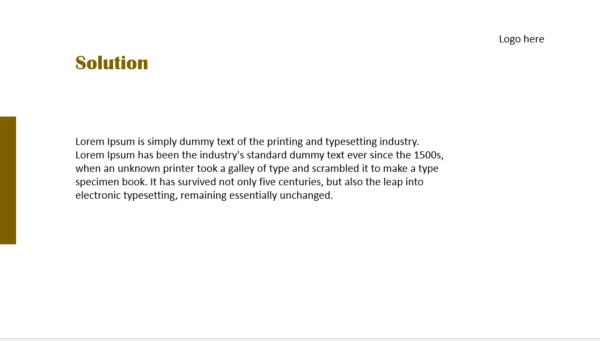 Logo here
Solution
Lorem Ipsum is simply dummy text of the printing and typesetting industry.
Lorem Ipsum has been the industry's standard dummy text ever since the 1500s,
when an unknown printer took a galley of type and scrambled it to make a type
specimen book. It has survived not only five centuries, but also the leap into
electronic typesetting, remaining essentially unchanged.